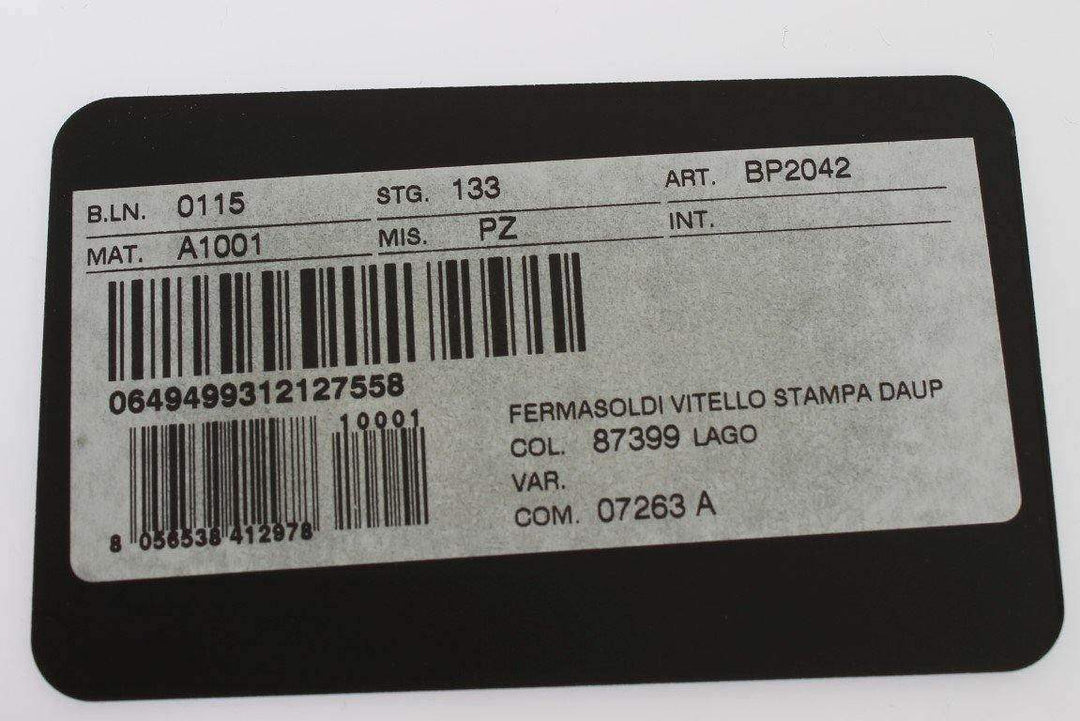 B.LN. 0115 STG. 133 ART. BP2042
MAT. A1001 MIS. PZ INT.
0649499312127558
10001
8 056538 412978
FERMASOLDI VITELLO STAMPA DAUP
COL. 87399 LAGO
VAR.
COM. 07263 A